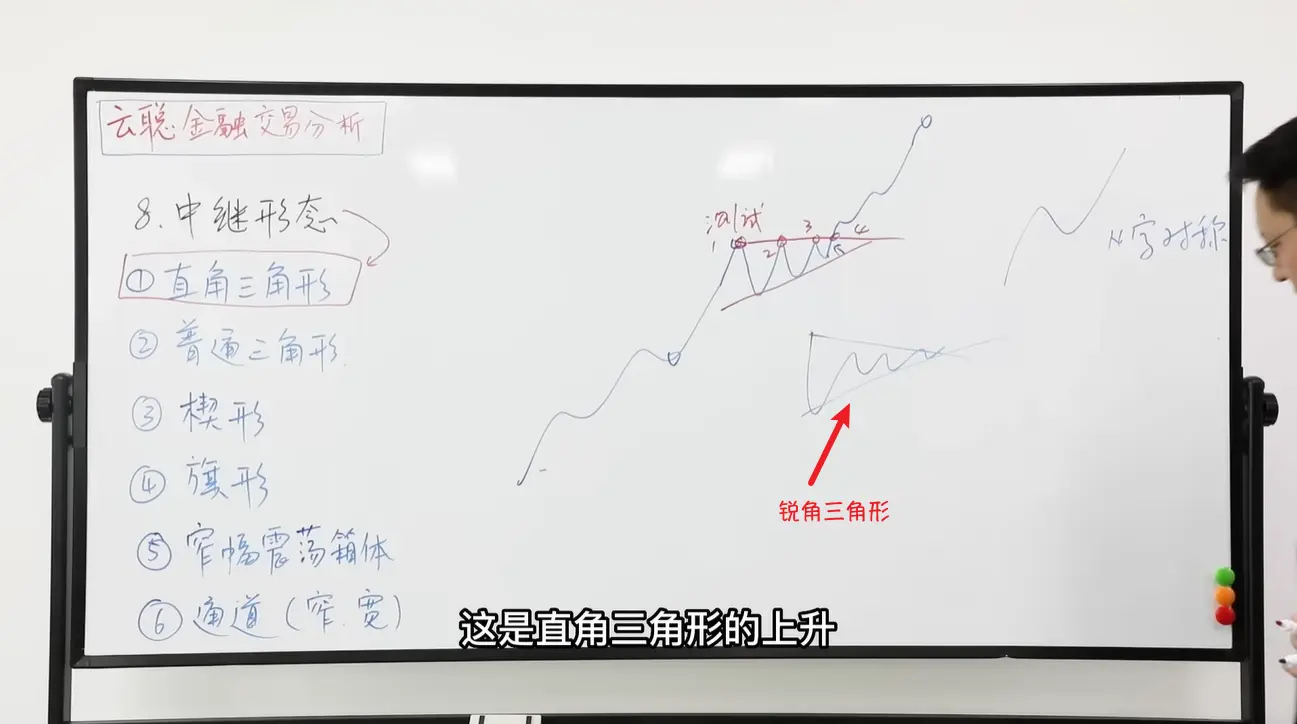 云聪金融交易分析
8.中继形态
①直角三角形
②普通三角形
③楔形
④旗形
⑤窄幅震荡箱体
⑥通道(窄.宽)
测试
1 2 3 4 5
N字对称
锐角三角形
这是直角三角形的上升